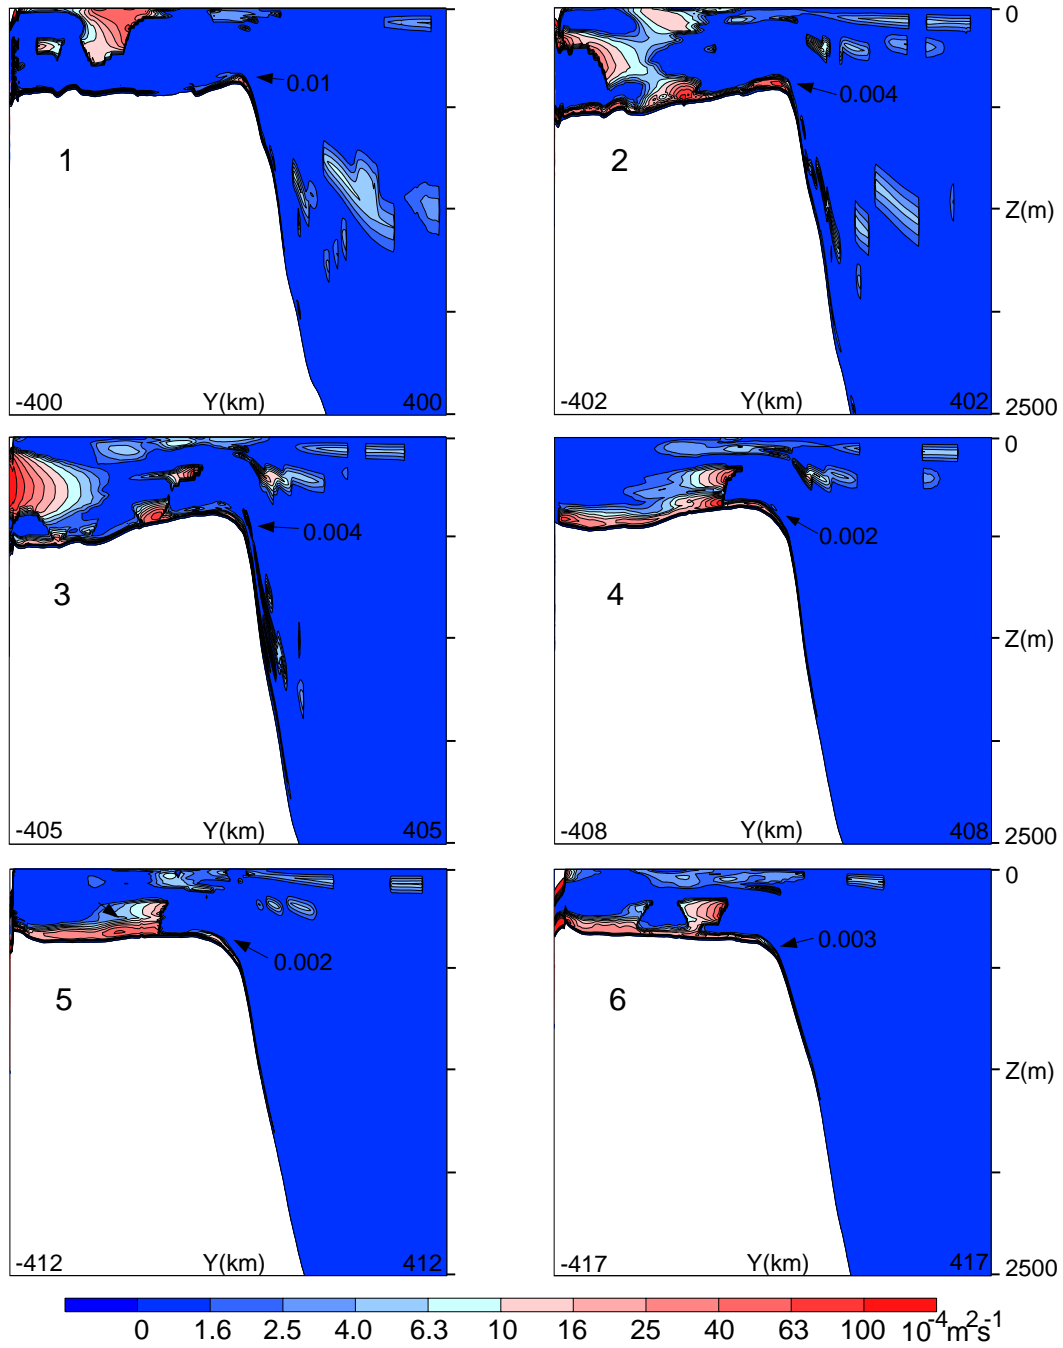 0
0.01
0.004
1
2
Z(m)
-400 Y(km) 400
-402 Y(km) 402
2500
0
0.004
0.002
3
4
Z(m)
-405 Y(km) 405
-408 Y(km) 408
2500
0
0.002
0.003
5
6
Z(m)
-412 Y(km) 412
-417 Y(km) 417
2500
0 1.6 2.5 4.0 6.3 10 16 25 40 63 100 10⁻⁴m²s⁻¹